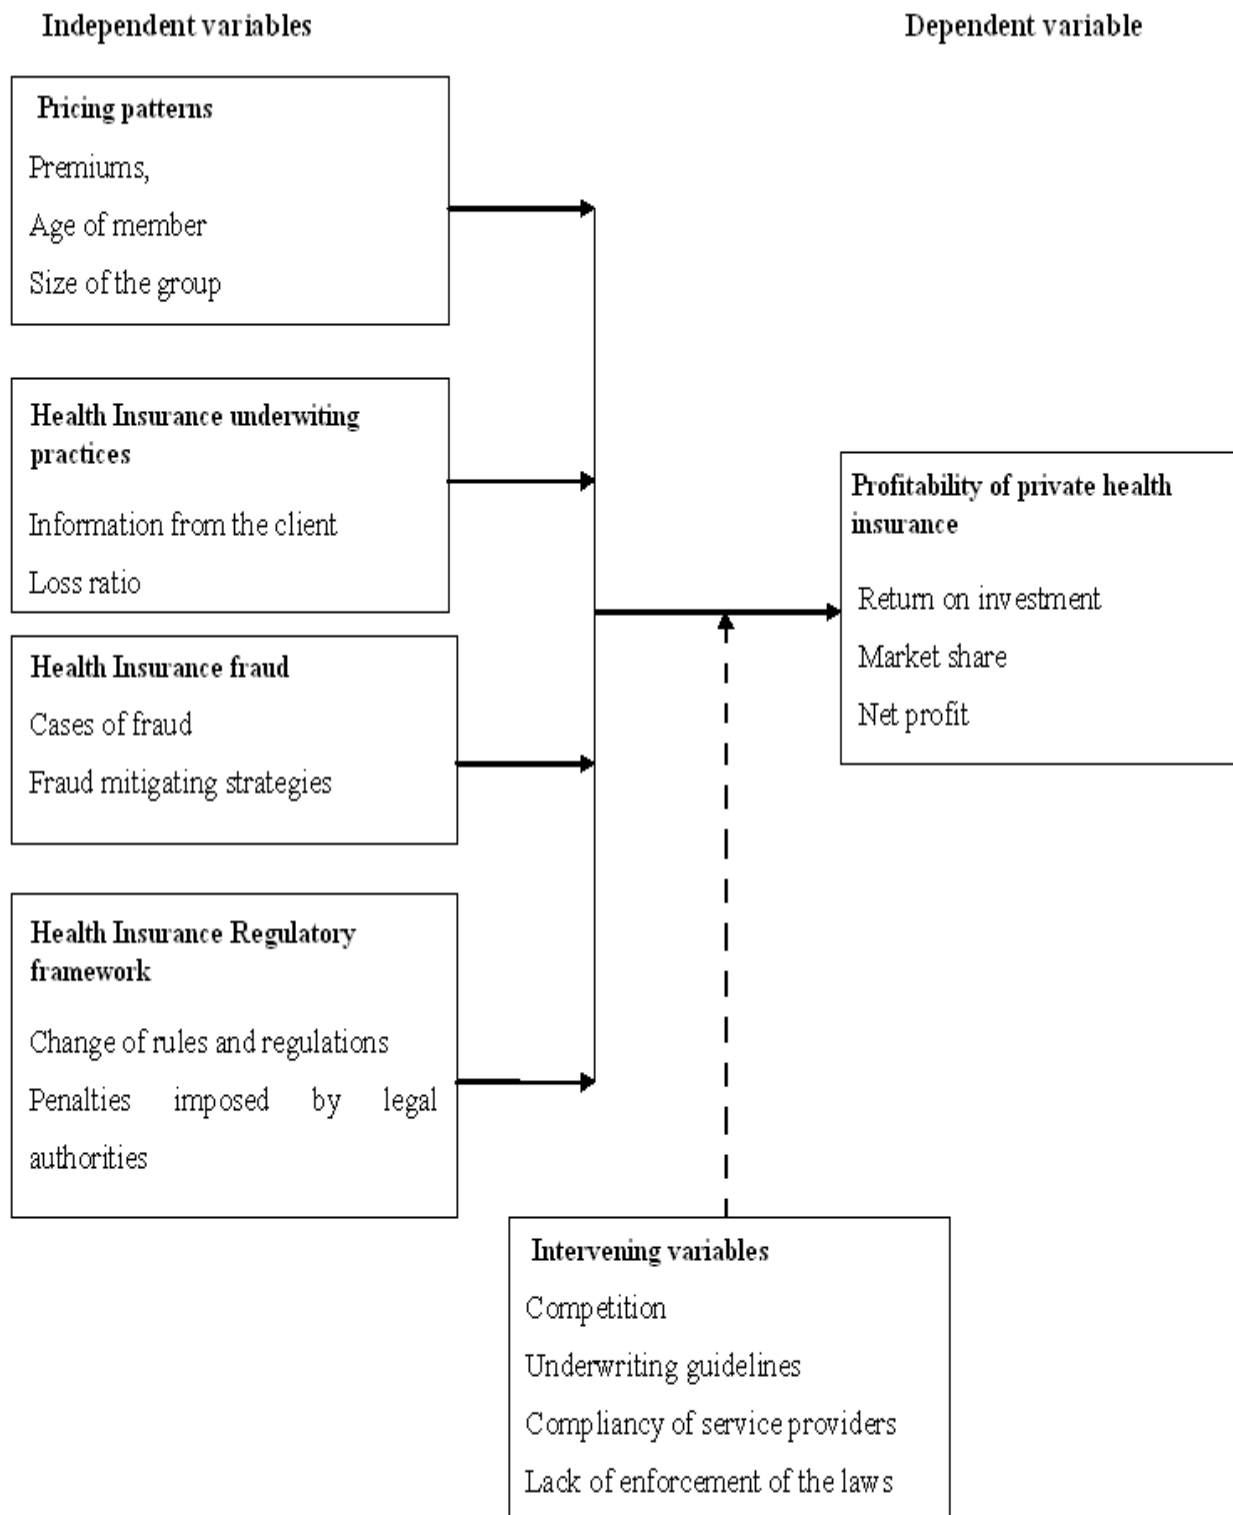 Independent variables
Dependent variable
Pricing patterns
Premiums,
Age of member
Size of the group
Health Insurance underwiting
practices
Information from the client
Loss ratio
Health Insurance fraud
Cases of fraud
Fraud mitigating strategies
Health Insurance Regulatory
framework
Change of rules and regulations
Penalties imposed by legal
authorities
Profitability of private health
insurance
Return on investment
Market share
Net profit
Intervening variables
Competition
Underwriting guidelines
Compliancy of service providers
Lack of enforcement of the laws